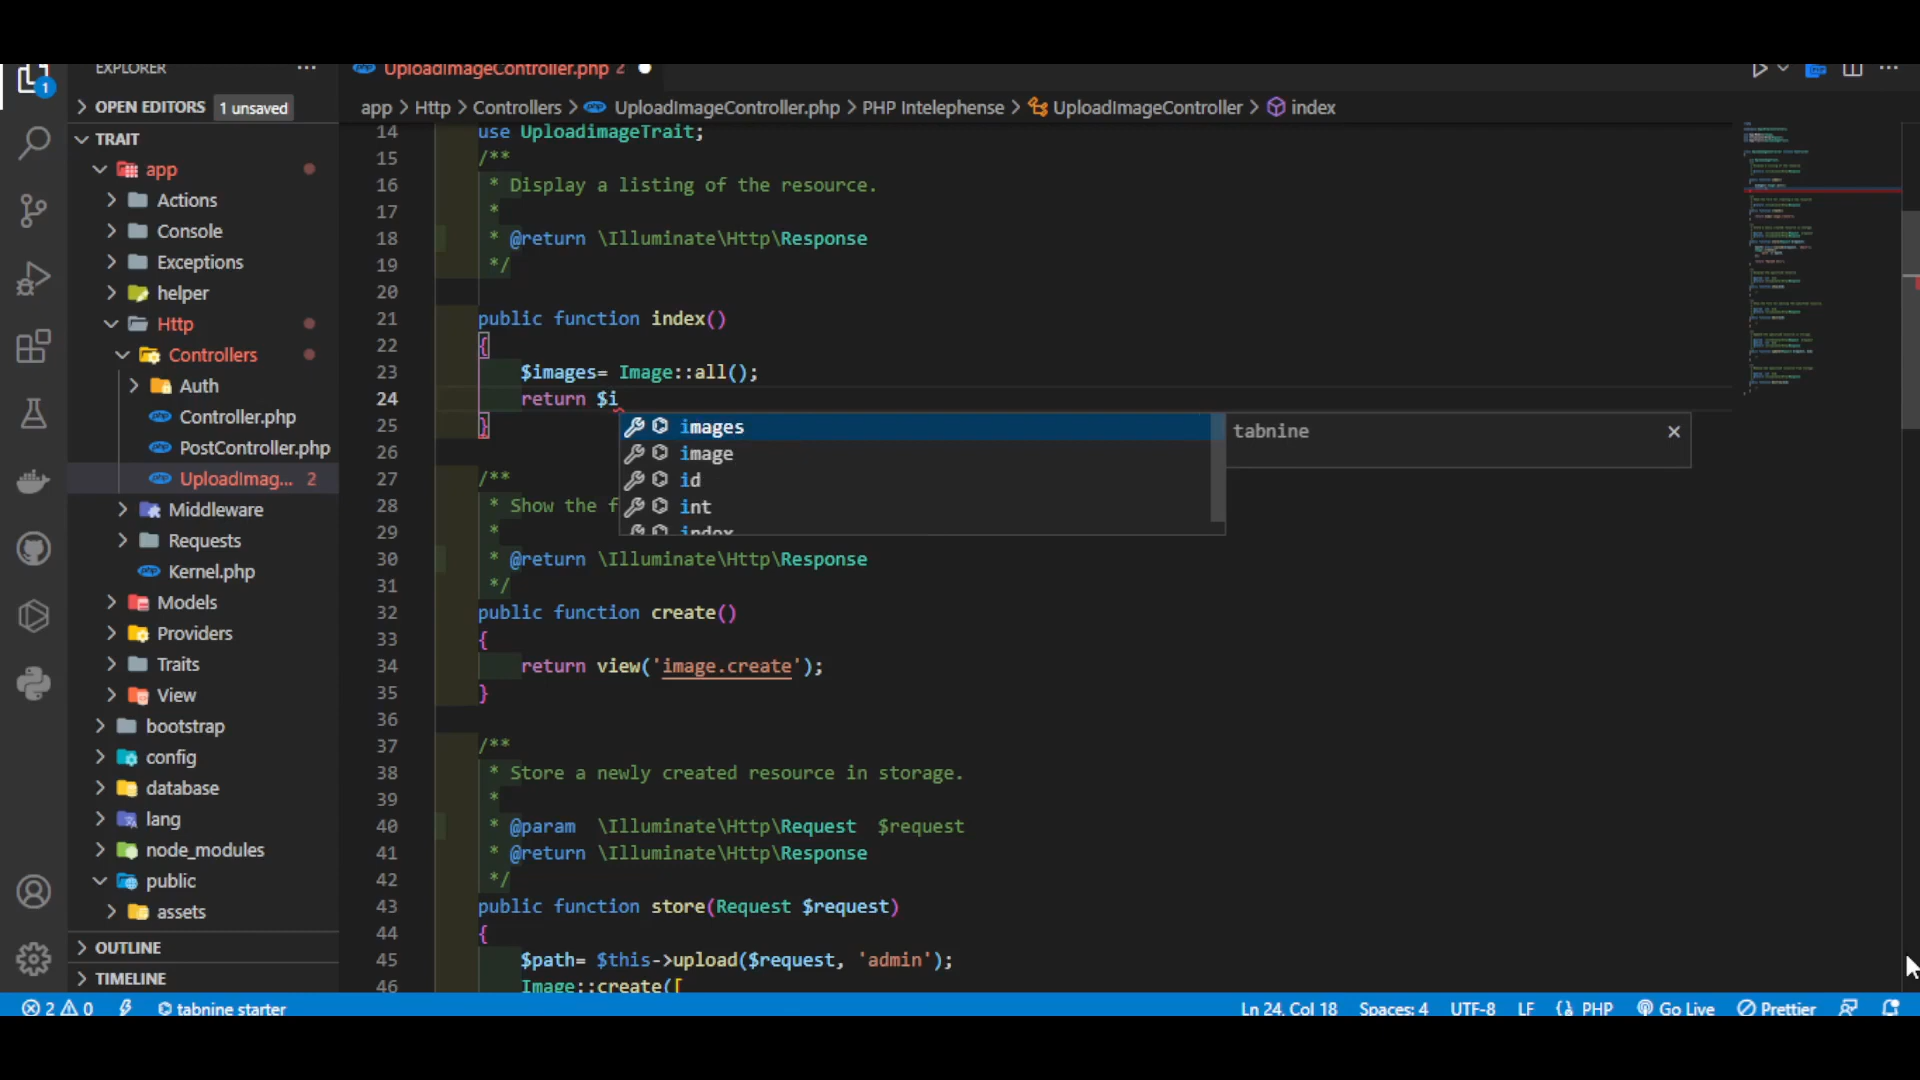 EXPLORER
UploadImageController.php 2
OPEN EDITORS 1 unsaved
app > Http > Controllers > UploadImageController.php > PHP Intelephense > UploadImageController > index
TRAIT
app
Actions
Console
Exceptions
helper
Http
Controllers
Auth
Controller.php
PostController.php
UploadImag... 2
Middleware
Requests
Kernel.php
Models
Providers
Traits
View
bootstrap
config
database
lang
node_modules
public
assets
OUTLINE
TIMELINE
1
14 use UploadimageTrait;
15 /**
16 * Display a listing of the resource.
17 *
18 * @return \Illuminate\Http\Response
19 */
20
21 public function index()
22 {
23 $images= Image::all();
24 return $i
25 }
26
27 /**
28 * Show the f
29 *
30 * @return \Illuminate\Http\Response
31 */
32 public function create()
33 {
34 return view('image.create');
35 }
36
37 /**
38 * Store a newly created resource in storage.
39 *
40 * @param \Illuminate\Http\Request $request
41 * @return \Illuminate\Http\Response
42 */
43 public function store(Request $request)
44 {
45 $path= $this->upload($request, 'admin');
46 Image::create([
images
image
id
int
index
tabnine
2 0 tabnine starter
Ln 24, Col 18 Spaces: 4 UTF-8 LF {} PHP Go Live Prettier